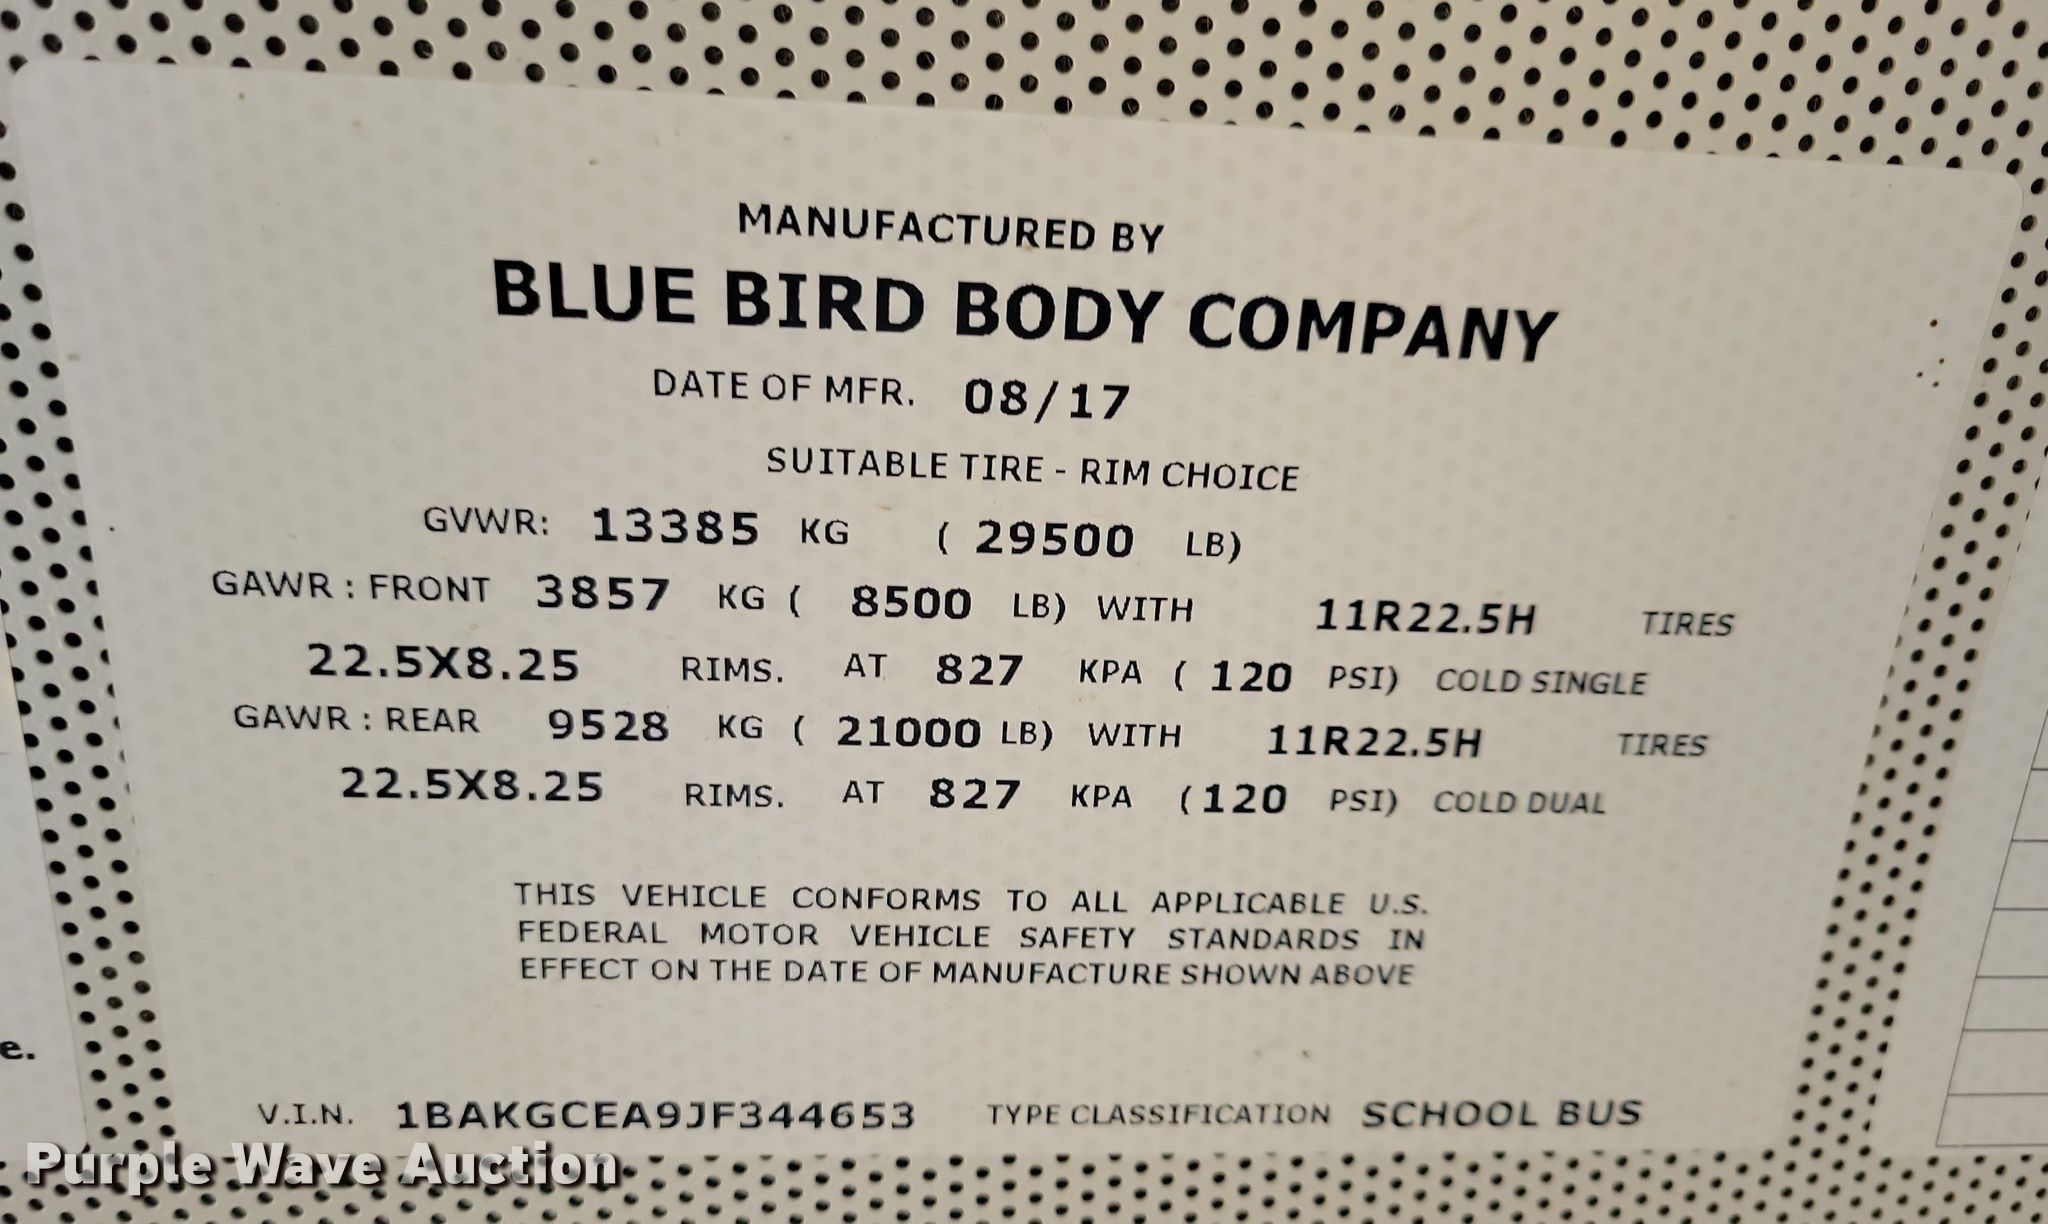 MANUFACTURED BY
BLUE BIRD BODY COMPANY
DATE OF MFR. 08/17
SUITABLE TIRE - RIM CHOICE
GVWR: 13385 KG ( 29500 LB)
GAWR : FRONT 3857 KG ( 8500 LB) WITH 11R22.5H TIRES
22.5X8.25 RIMS. AT 827 KPA ( 120 PSI) COLD SINGLE
GAWR : REAR 9528 KG ( 21000 LB) WITH 11R22.5H TIRES
22.5X8.25 RIMS. AT 827 KPA (120 PSI) COLD DUAL
THIS VEHICLE CONFORMS TO ALL APPLICABLE U.S.
FEDERAL MOTOR VEHICLE SAFETY STANDARDS IN
EFFECT ON THE DATE OF MANUFACTURE SHOWN ABOVE
e.
V.I.N. 1BAKGCEA9JF344653 TYPE CLASSIFICATION SCHOOL BUS
Purple Wave Auction